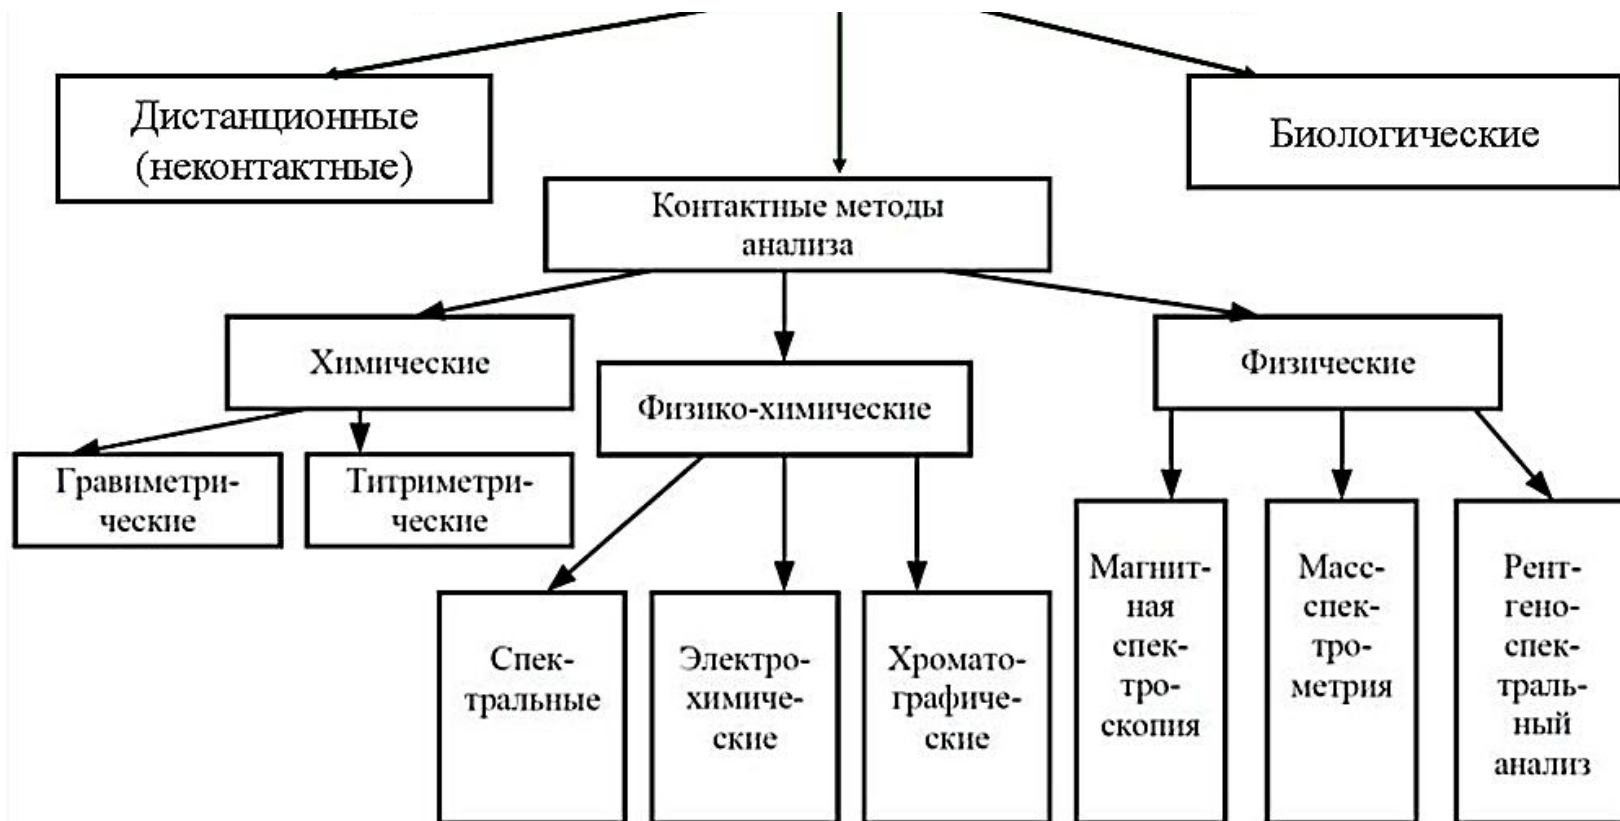 Дистанционные
(неконтактные)
Биологические
Контактные методы
анализа
Химические
Физико-химические
Физические
Гравиметри-
ческие
Титриметри-
ческие
Спек-
тральные
Электро-
химиче-
ские
Хромато-
графиче-
ские
Магнит-
ная
спек-
тро-
скопия
Масс-
спек-
тро-
метрия
Рент-
гено-
спек-
траль-
ный
анализ